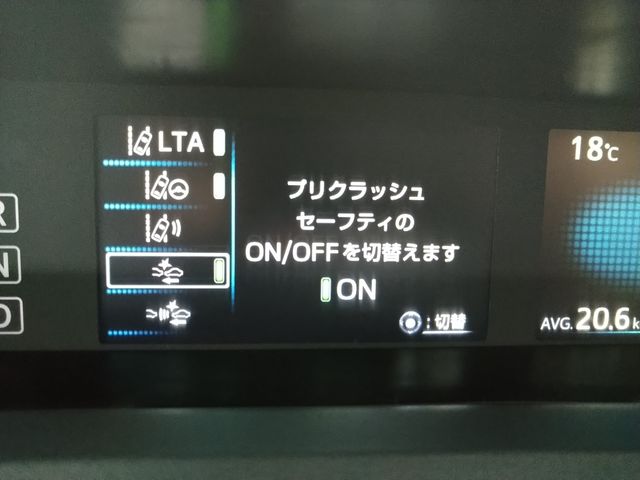 LTA
プリクラッシュ
セーフティの
ON/OFFを切替えます
ON
:切替
R
N
D
18℃
AVG.20.6k